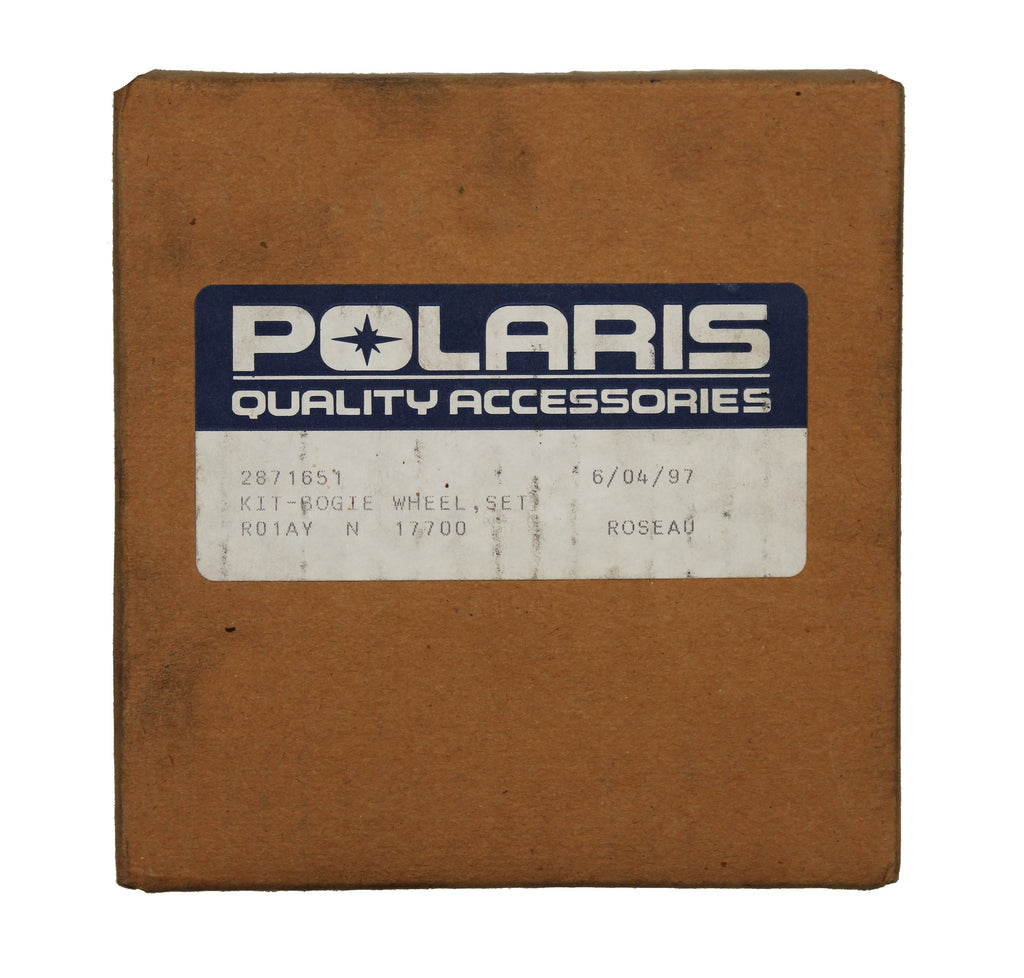 POLARIS
QUALITY ACCESSORIES
2871651 6/04/97
KIT-BOGIE WHEEL,SET
R01AY N 17700 ROSEAU